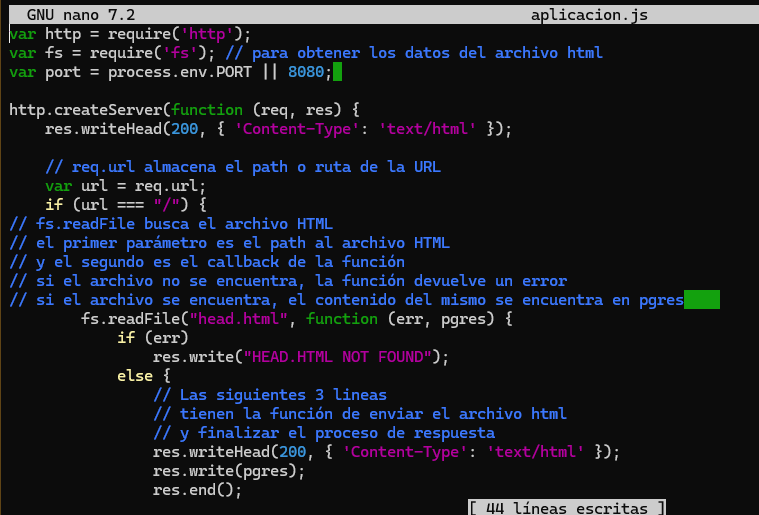 GNU nano 7.2 aplicacion.js
var http = require('http');
var fs = require('fs'); // para obtener los datos del archivo html
var port = process.env.PORT || 8080;
http.createServer(function (req, res) {
    res.writeHead(200, { 'Content-Type': 'text/html' });
    // req.url almacena el path o ruta de la URL
    var url = req.url;
    if (url === "/") {
// fs.readFile busca el archivo HTML
// el primer parámetro es el path al archivo HTML
// y el segundo es el callback de la función
// si el archivo no se encuentra, la función devuelve un error
// si el archivo se encuentra, el contenido del mismo se encuentra en pgres
        fs.readFile("head.html", function (err, pgres) {
            if (err)
                res.write("HEAD.HTML NOT FOUND");
            else {
                // Las siguientes 3 lineas
                // tienen la función de enviar el archivo html
                // y finalizar el proceso de respuesta
                res.writeHead(200, { 'Content-Type': 'text/html' });
                res.write(pgres);
                res.end();
[ 44 líneas escritas ]